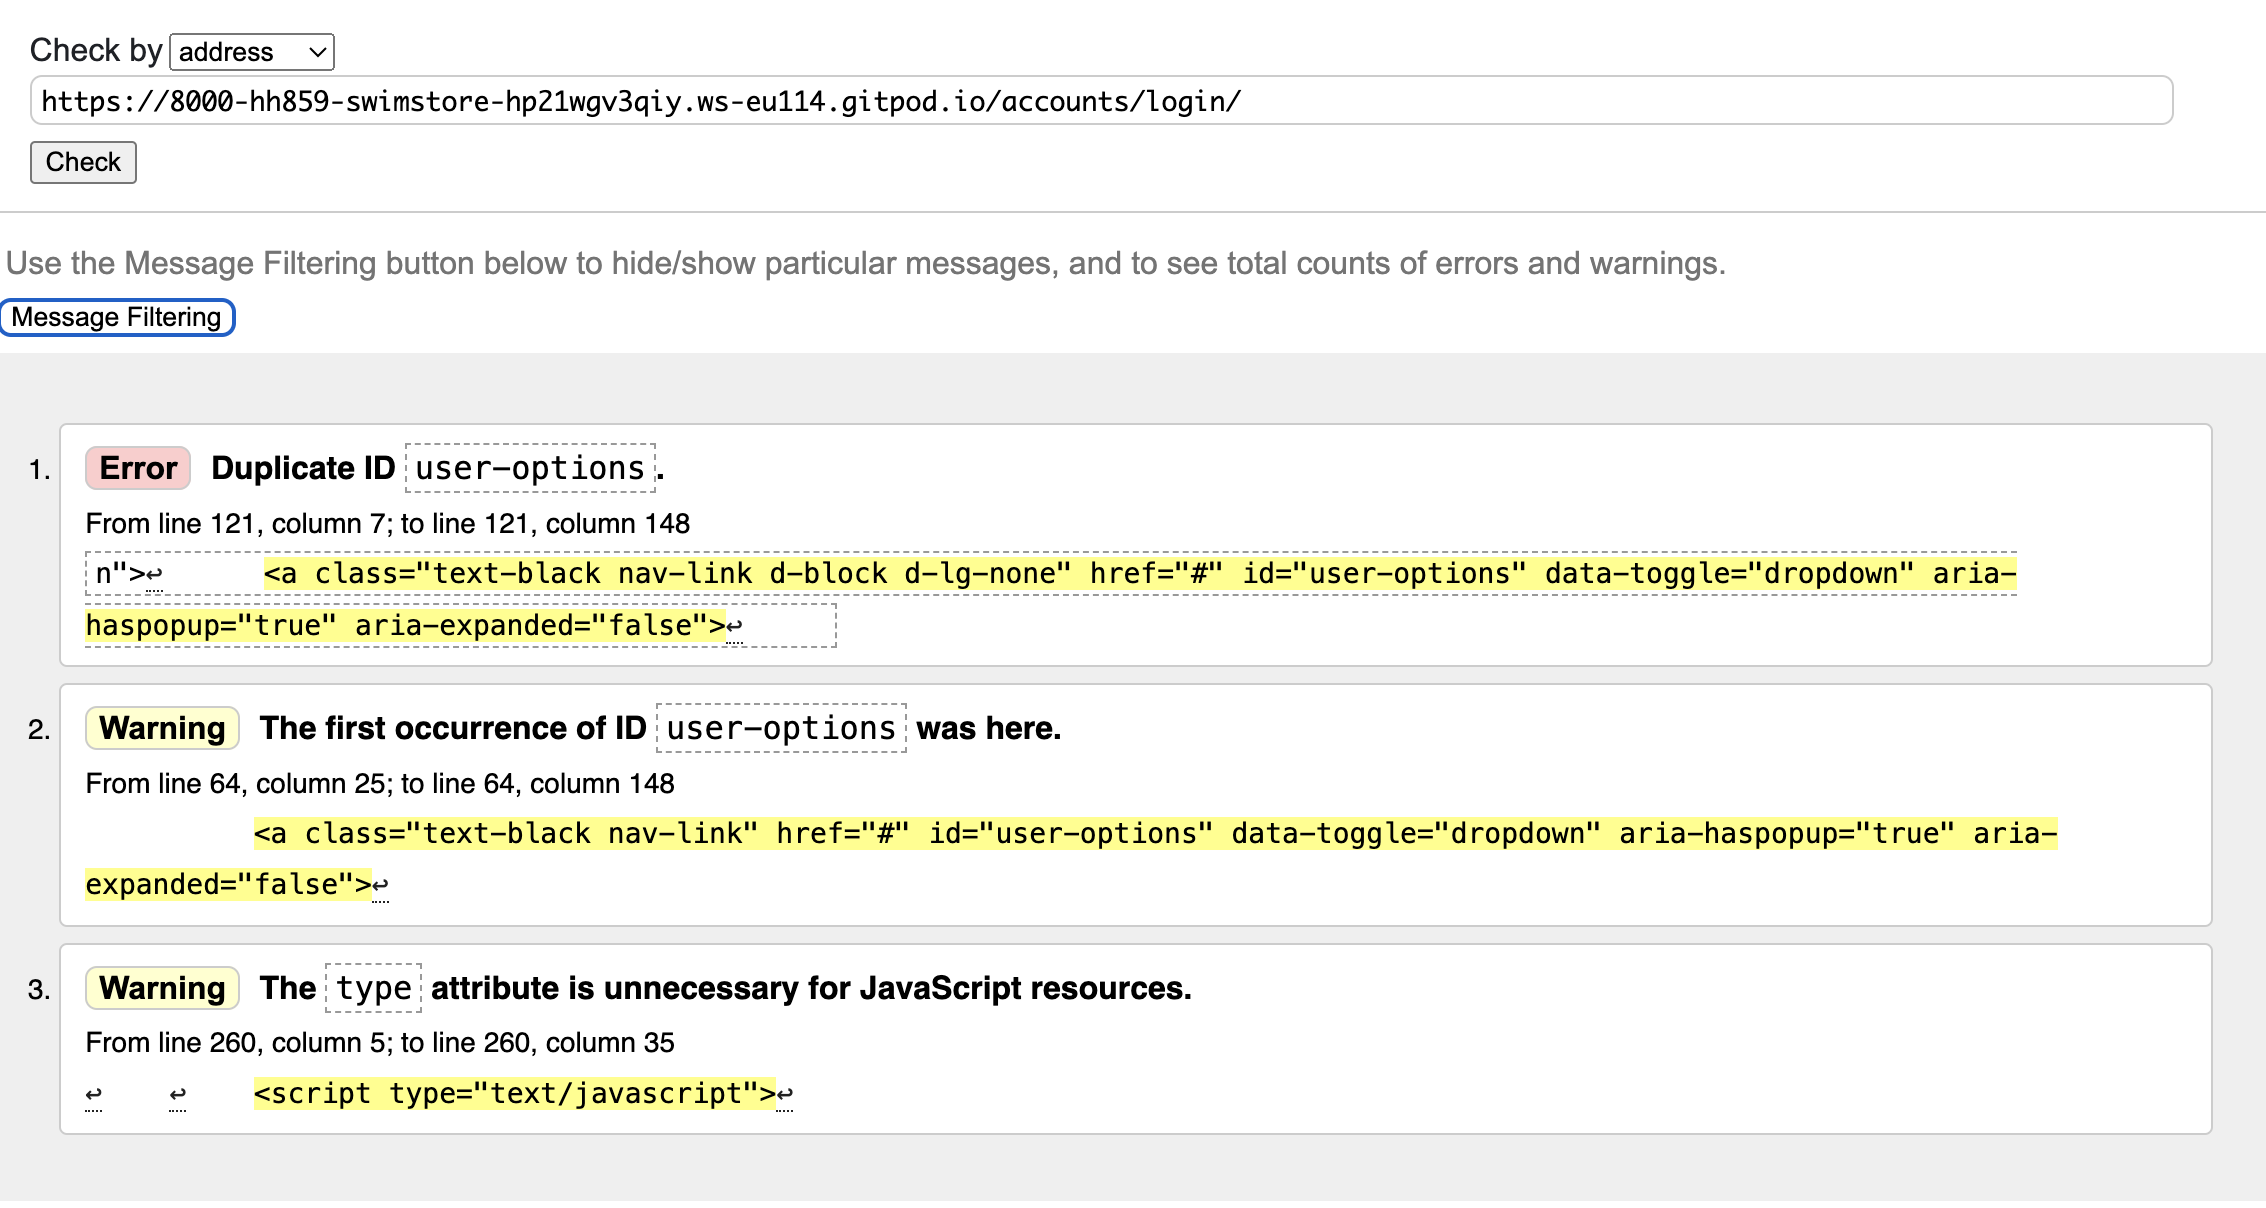 Check by address
https://8000-hh859-swimstore-hp21wgv3qiy.ws-eu114.gitpod.io/accounts/login/
Check
Use the Message Filtering button below to hide/show particular messages, and to see total counts of errors and warnings.
Message Filtering
1. Error Duplicate ID user-options.
From line 121, column 7; to line 121, column 148
n">↩ <a class="text-black nav-link d-block d-lg-none" href="#" id="user-options" data-toggle="dropdown" aria-
haspopup="true" aria-expanded="false">↩
2. Warning The first occurrence of ID user-options was here.
From line 64, column 25; to line 64, column 148
<a class="text-black nav-link" href="#" id="user-options" data-toggle="dropdown" aria-haspopup="true" aria-
expanded="false">↩
3. Warning The type attribute is unnecessary for JavaScript resources.
From line 260, column 5; to line 260, column 35
↩ ↩ <script type="text/javascript">↩